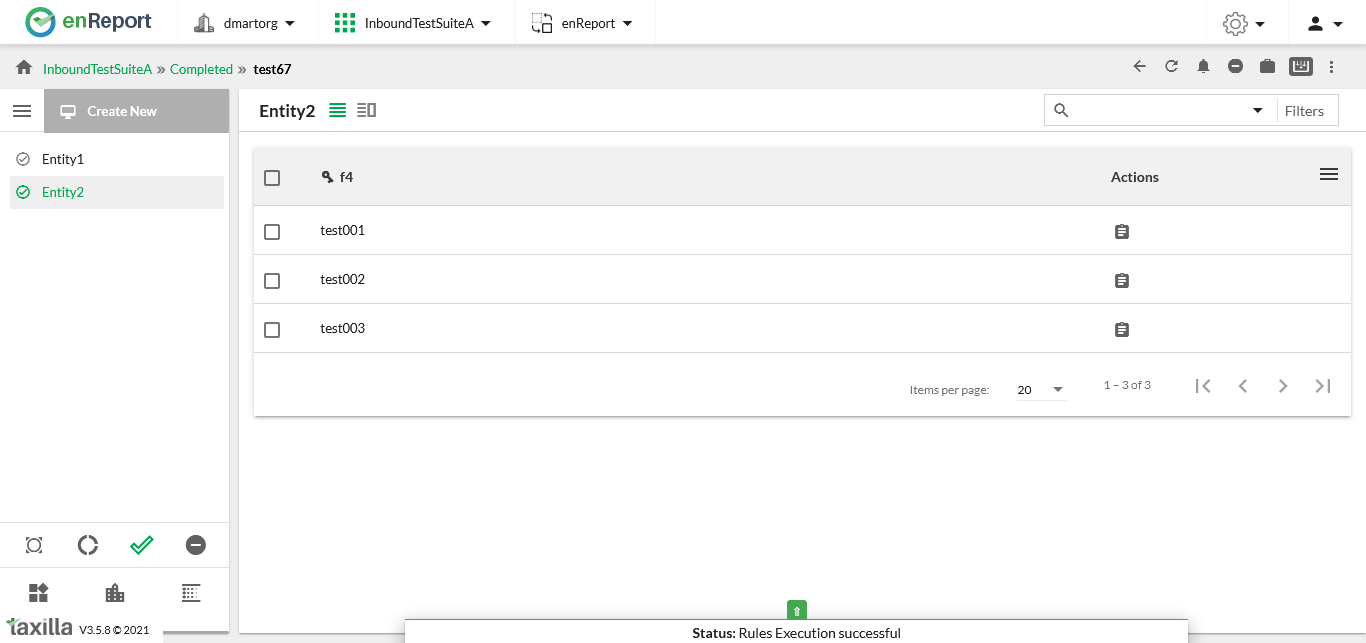 enReport
dmartorg
InboundTestSuiteA
enReport
InboundTestSuiteA » Completed » test67
Create New
Entity2
Filters
Entity1
Entity2
f4
Actions
test001
test002
test003
Items per page:
20
1 – 3 of 3
taxilla V3.5.8 © 2021
Status: Rules Execution successful